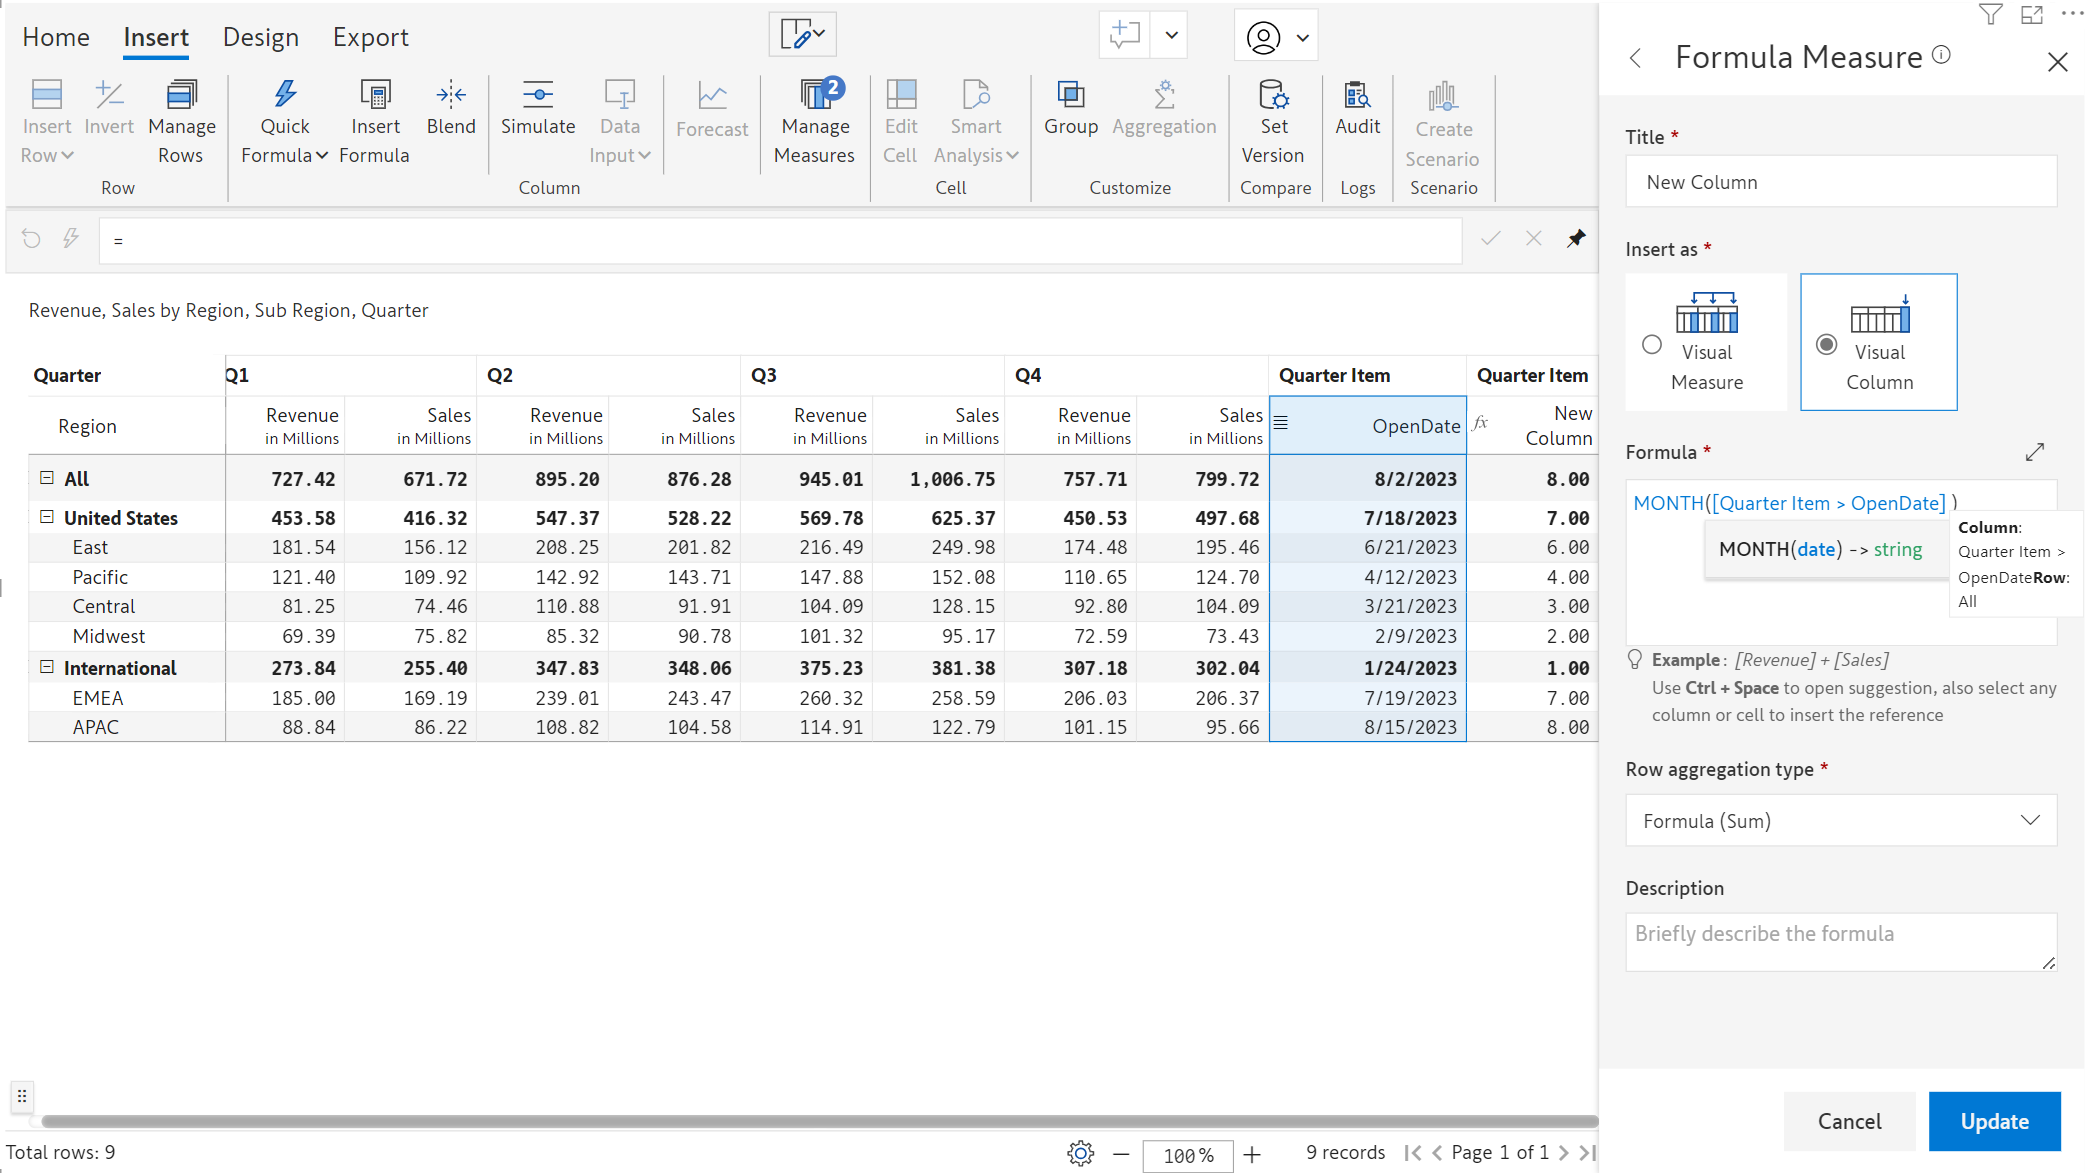 Home Insert Design Export
Insert Row
Invert
Manage Rows
Row
Quick Formula
Insert Formula
Blend
Simulate
Data Input
Column
Forecast
Manage Measures
2
Edit Cell
Smart Analysis
Cell
Group
Aggregation
Customize
Set Version
Compare
Audit
Logs
Create Scenario
Scenario
=
Revenue, Sales by Region, Sub Region, Quarter
Quarter Q1 Q2 Q3 Q4 Quarter Item Quarter Item
Region Revenue in Millions Sales in Millions Revenue in Millions Sales in Millions Revenue in Millions Sales in Millions Revenue in Millions Sales in Millions OpenDate fx New Column
All 727.42 671.72 895.20 876.28 945.01 1,006.75 757.71 799.72 8/2/2023 8.00
United States 453.58 416.32 547.37 528.22 569.78 625.37 450.53 497.68 7/18/2023 7.00
East 181.54 156.12 208.25 201.82 216.49 249.98 174.48 195.46 6/21/2023 6.00
Pacific 121.40 109.92 142.92 143.71 147.88 152.08 110.65 124.70 4/12/2023 4.00
Central 81.25 74.46 110.88 91.91 104.09 128.15 92.80 104.09 3/21/2023 3.00
Midwest 69.39 75.82 85.32 90.78 101.32 95.17 72.59 73.43 2/9/2023 2.00
International 273.84 255.40 347.83 348.06 375.23 381.38 307.18 302.04 1/24/2023 1.00
EMEA 185.00 169.19 239.01 243.47 260.32 258.59 206.03 206.37 7/19/2023 7.00
APAC 88.84 86.22 108.82 104.58 114.91 122.79 101.15 95.66 8/15/2023 8.00
Total rows: 9
100%
9 records
Page 1 of 1
Formula Measure
Title *
New Column
Insert as *
Visual Measure
Visual Column
Formula *
MONTH([Quarter Item > OpenDate] )
MONTH(date) -> string
Column:
Quarter Item >
OpenDateRow:
All
Example: [Revenue] + [Sales]
Use Ctrl + Space to open suggestion, also select any
column or cell to insert the reference
Row aggregation type *
Formula (Sum)
Description
Briefly describe the formula
Cancel
Update